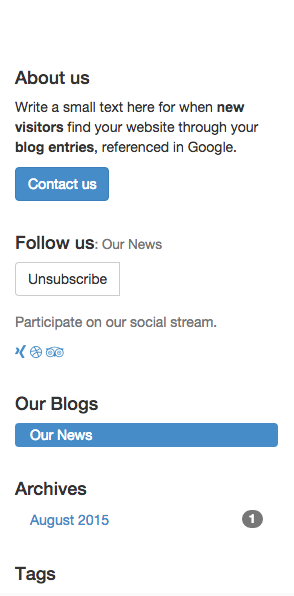 About us
Write a small text here for when new
visitors find your website through your
blog entries, referenced in Google.
Contact us
Follow us: Our News
Unsubscribe
Participate on our social stream.
Our Blogs
Our News
Archives
August 2015 1
Tags